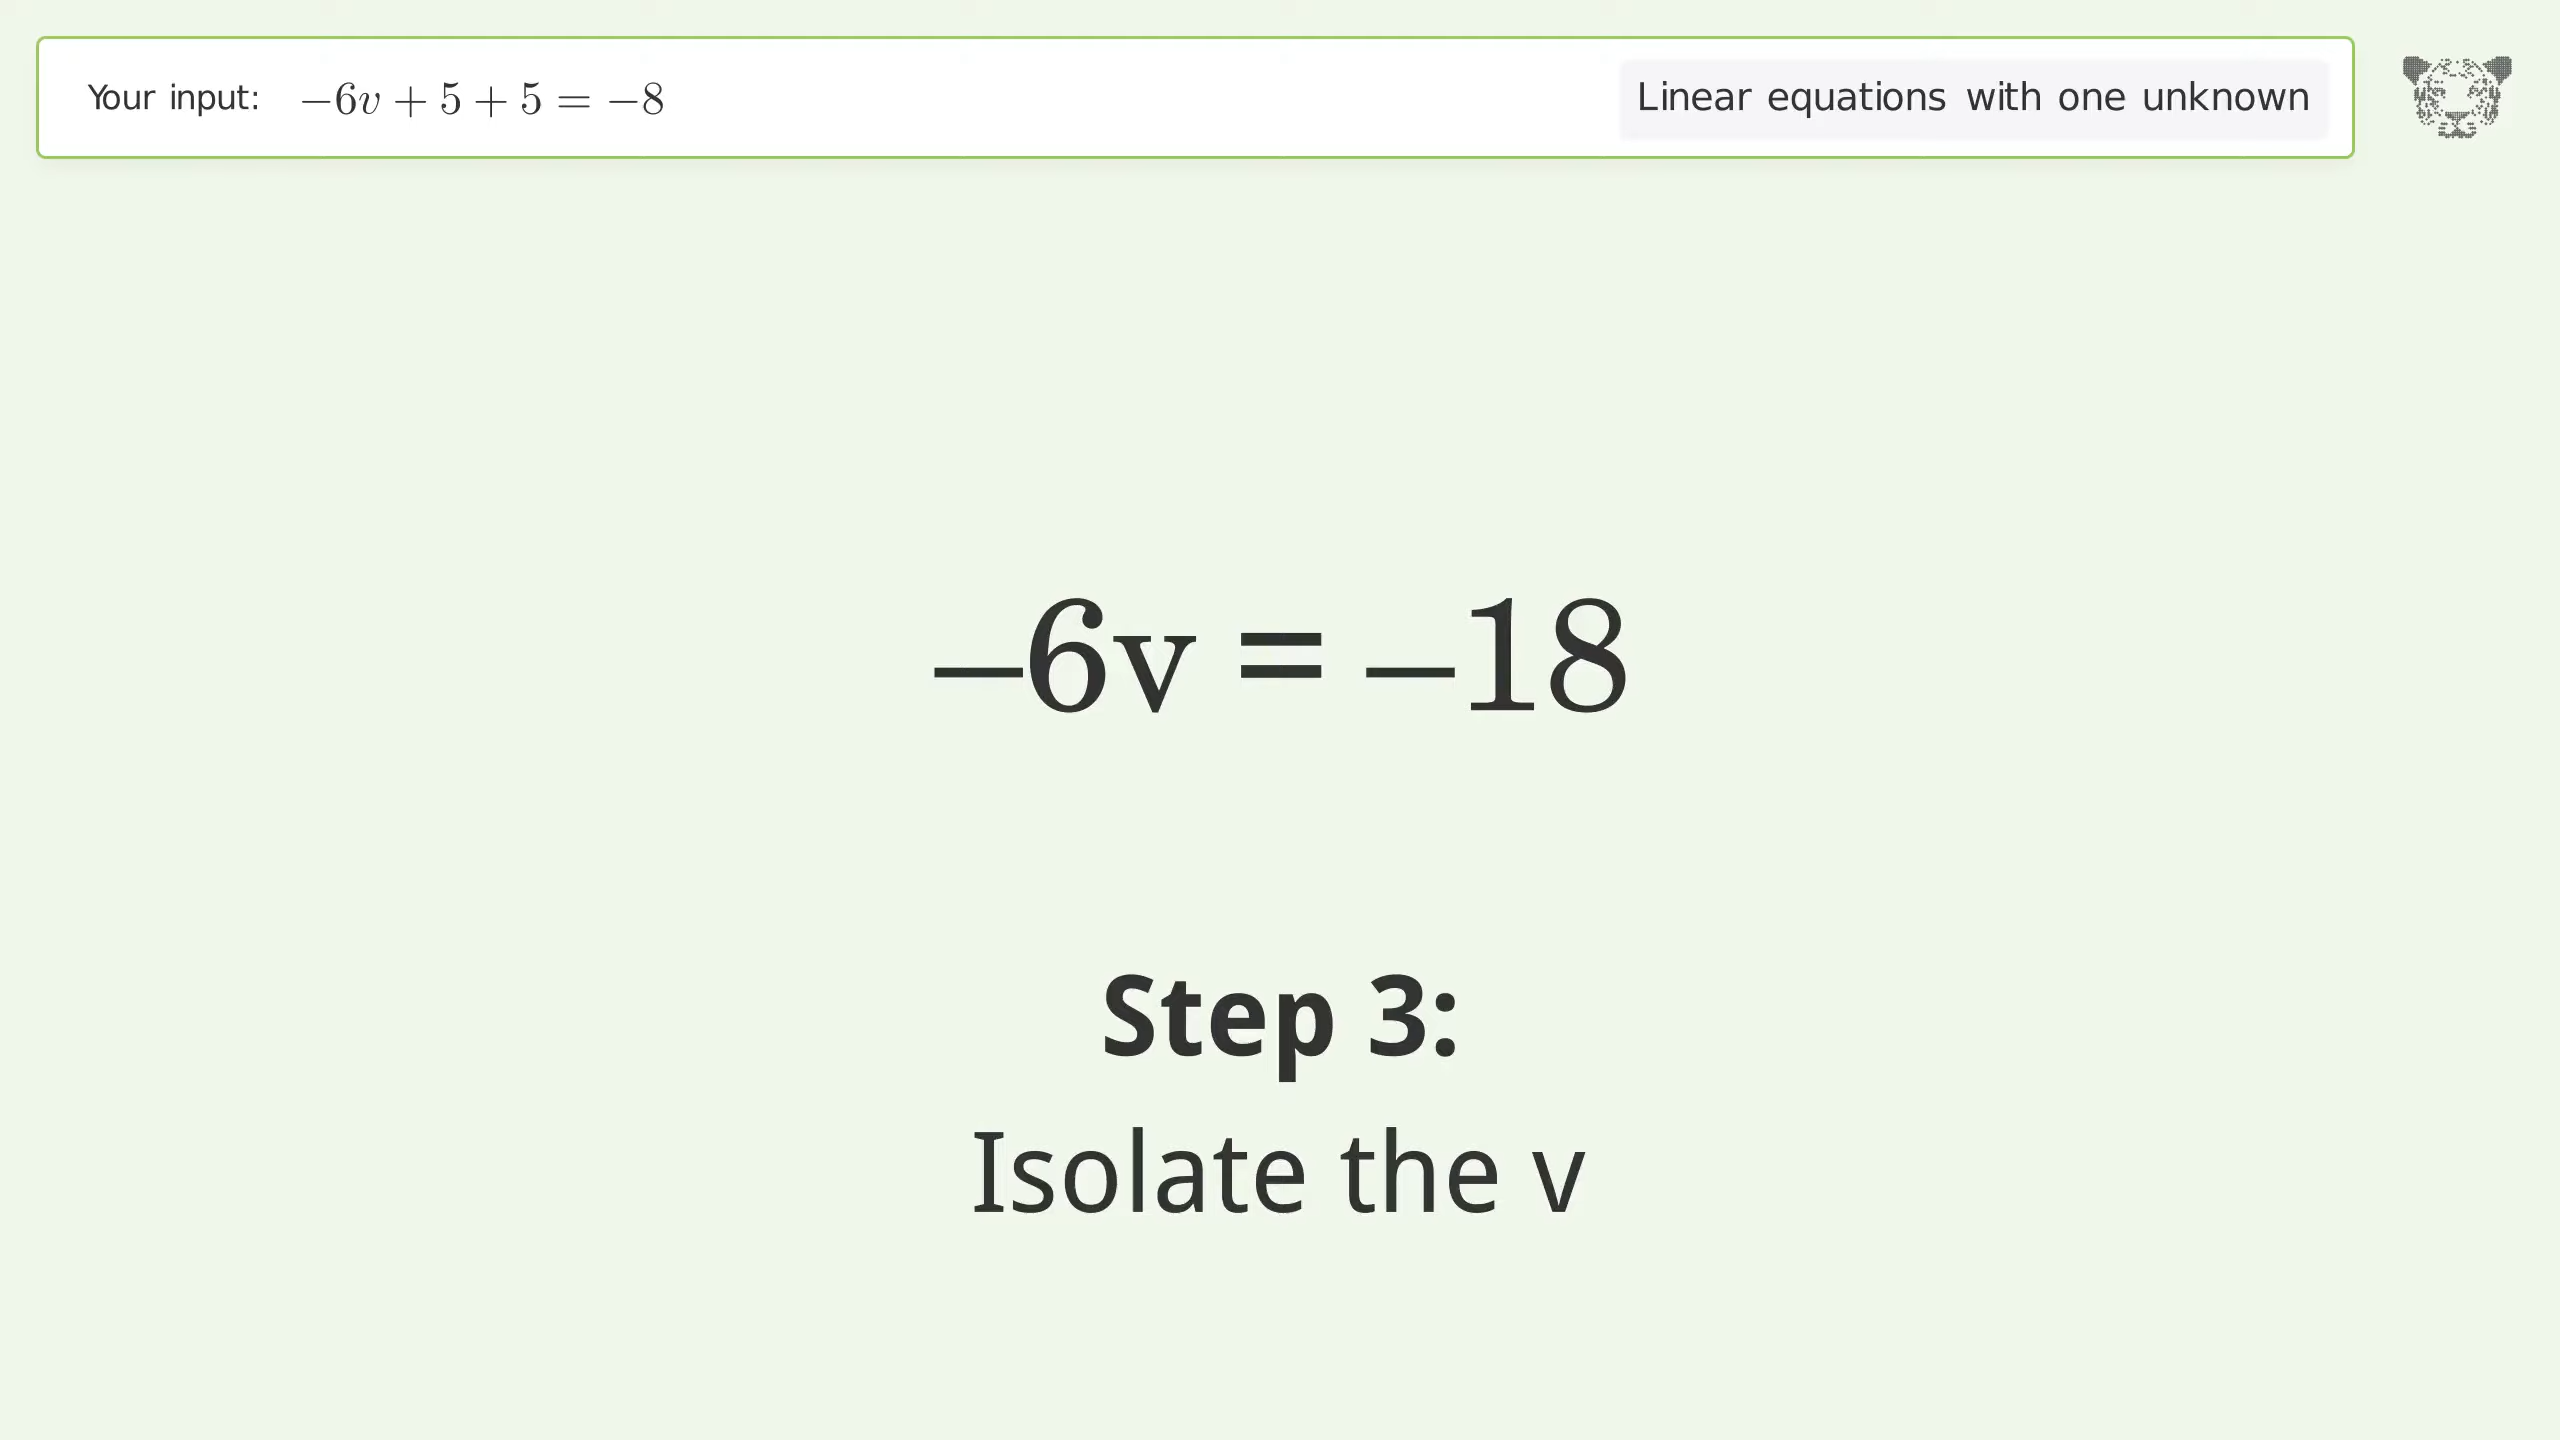 Your input: −6v + 5 + 5 = −8
Linear equations with one unknown
−6v = −18
Step 3:
Isolate the v